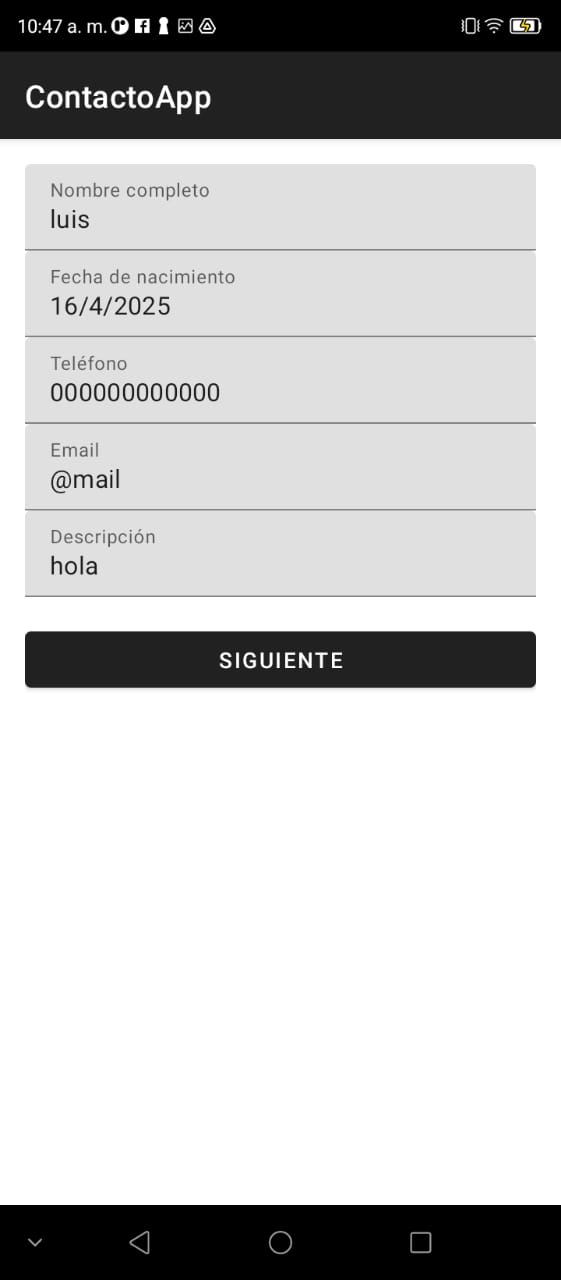 10:47 a. m.
ContactoApp
Nombre completo
luis
Fecha de nacimiento
16/4/2025
Teléfono
000000000000
Email
@mail
Descripción
hola
SIGUIENTE